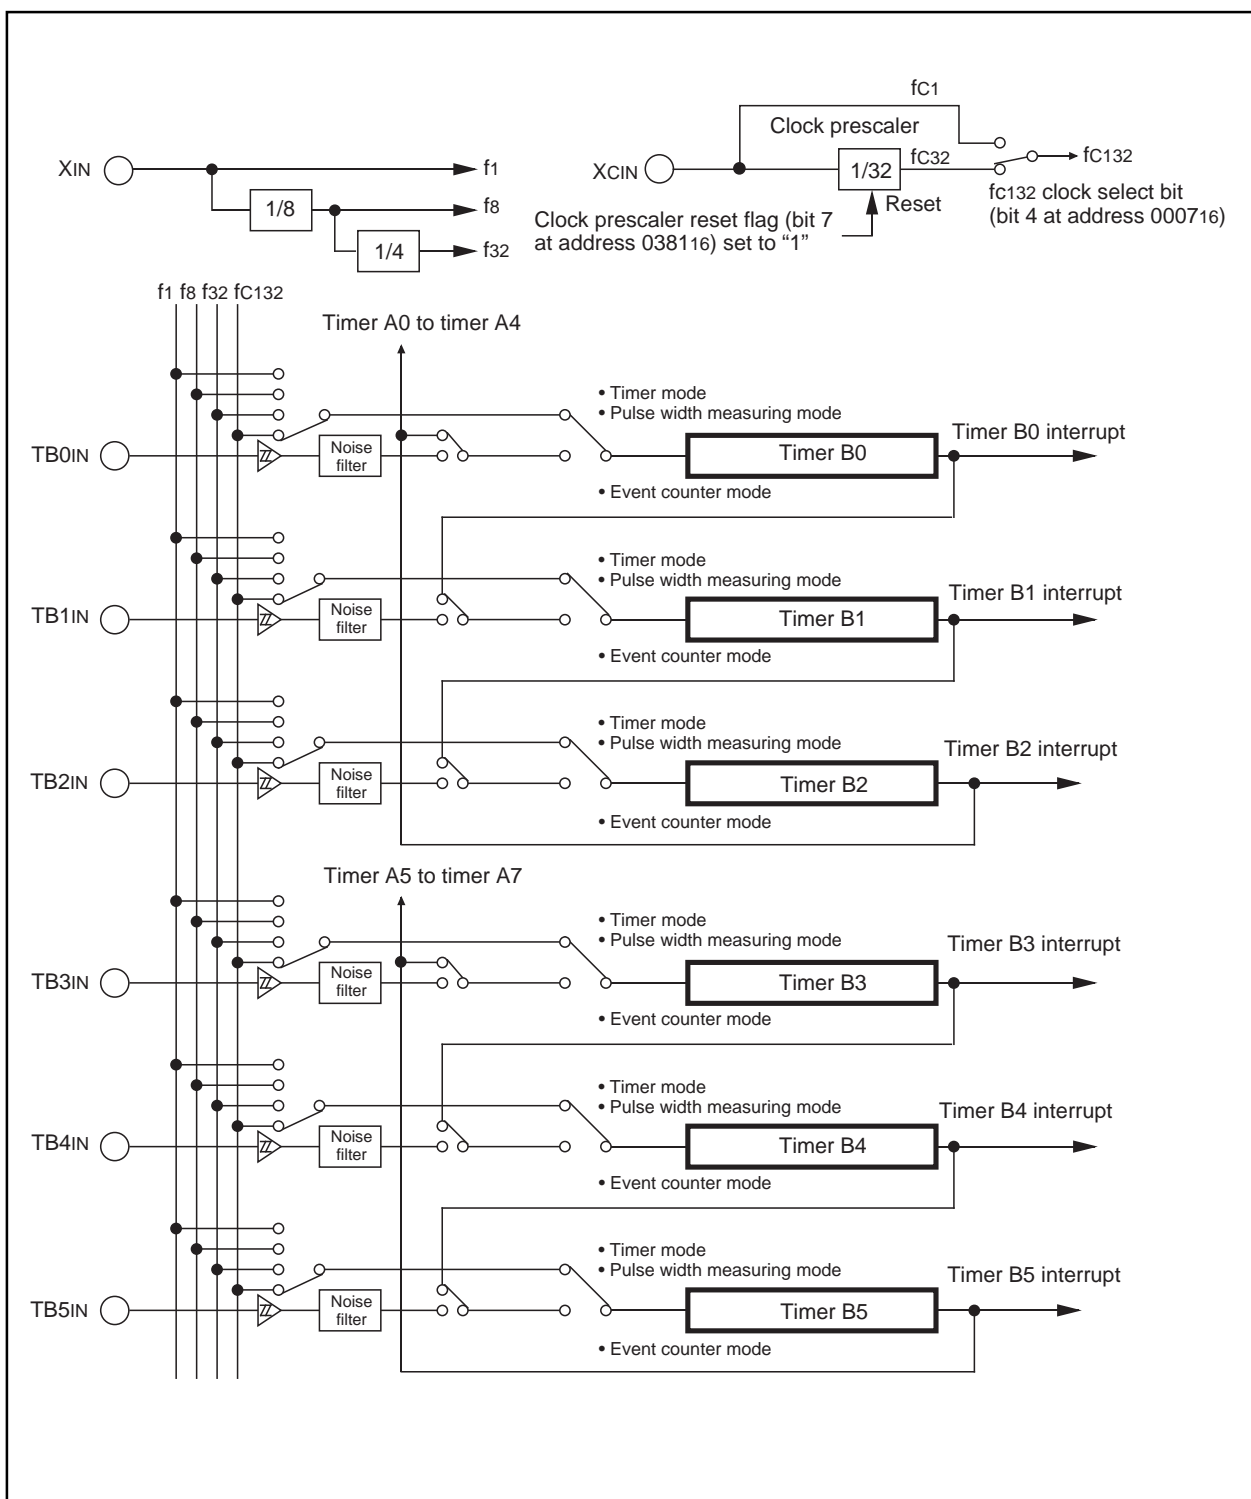 XIN
f1
1/8
f8
1/4
f32
fC1
Clock prescaler
XCIN
1/32
fC32
fC132
Reset
fC132 clock select bit
(bit 4 at address 000716)
Clock prescaler reset flag (bit 7
at address 038116) set to “1”
f1 f8 f32 fC132
Timer A0 to timer A4
• Timer mode
• Pulse width measuring mode
TB0IN
Noise
filter
Timer B0
Timer B0 interrupt
• Event counter mode
• Timer mode
• Pulse width measuring mode
TB1IN
Noise
filter
Timer B1
Timer B1 interrupt
• Event counter mode
• Timer mode
• Pulse width measuring mode
TB2IN
Noise
filter
Timer B2
Timer B2 interrupt
• Event counter mode
Timer A5 to timer A7
• Timer mode
• Pulse width measuring mode
TB3IN
Noise
filter
Timer B3
Timer B3 interrupt
• Event counter mode
• Timer mode
• Pulse width measuring mode
TB4IN
Noise
filter
Timer B4
Timer B4 interrupt
• Event counter mode
• Timer mode
• Pulse width measuring mode
TB5IN
Noise
filter
Timer B5
Timer B5 interrupt
• Event counter mode